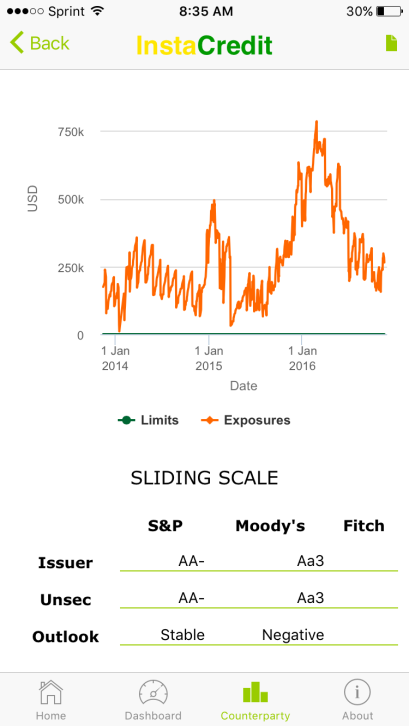 Sprint 8:35 AM 30%
Back InstaCredit
750k
500k
250k
0
USD
1 Jan 1 Jan 1 Jan
2014 2015 2016
Date
Limits Exposures
SLIDING SCALE
S&P Moody's Fitch
Issuer AA- Aa3
Unsec AA- Aa3
Outlook Stable Negative
Home Dashboard Counterparty About